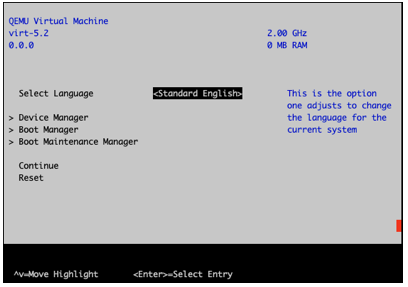 QEMU Virtual Machine
virt-5.2 2.00 GHz
0.0.0 0 MB RAM
Select Language <Standard English> This is the option
one adjusts to change
> Device Manager the language for the
> Boot Manager current system
> Boot Maintenance Manager
Continue
Reset
^v=Move Highlight <Enter>=Select Entry